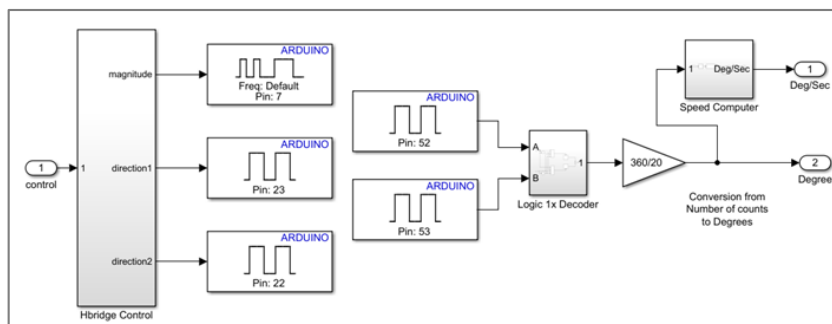 1
control
1
magnitude
direction1
direction2
Hbridge Control
ARDUINO
Freq: Default
Pin: 7
ARDUINO
Pin: 23
ARDUINO
Pin: 22
ARDUINO
Pin: 52
ARDUINO
Pin: 53
A
B
1
Logic 1x Decoder
360/20
Conversion from
Number of counts
to Degrees
1
Deg/Sec
Speed Computer
1
Deg/Sec
2
Degree